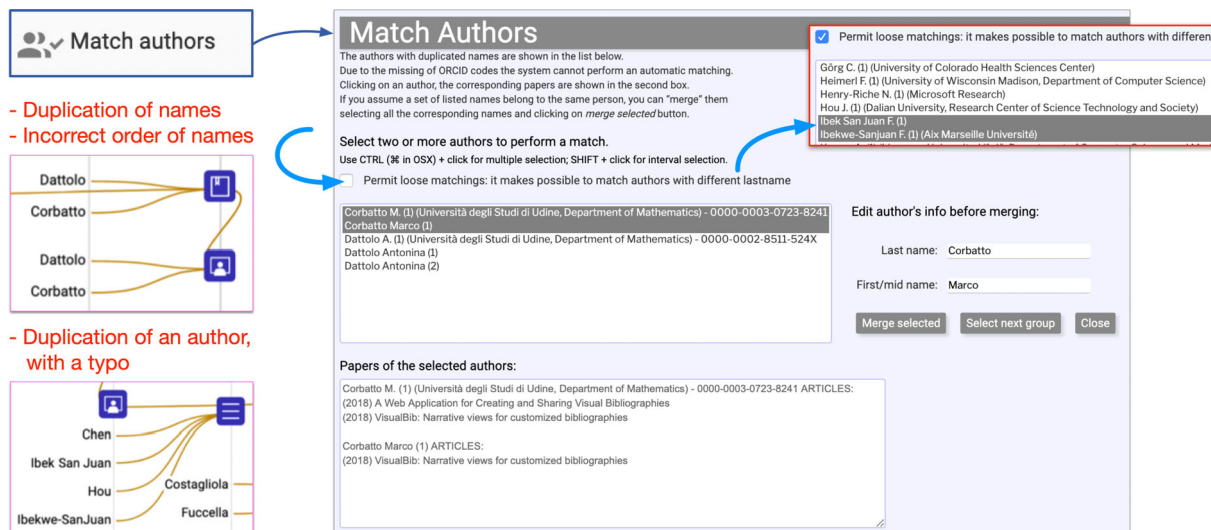 Match authors
- Duplication of names
- Incorrect order of names
Dattolo
Corbatto
Dattolo
Corbatto
- Duplication of an author,
with a typo
Chen
Ibek San Juan
Hou
Ibekwe-SanJuan
Costagliola
Fuccella
Match Authors
The authors with duplicated names are shown in the list below.
Due to the missing of ORCID codes the system cannot perform an automatic matching.
Clicking on an author, the corresponding papers are shown in the second box.
If you assume a set of listed names belong to the same person, you can "merge" them
selecting all the corresponding names and clicking on merge selected button.
Select two or more authors to perform a match.
Use CTRL (⌘ in OSX) + click for multiple selection; SHIFT + click for interval selection.
Permit loose matchings: it makes possible to match authors with different lastname
Corbatto M. (1) (Università degli Studi di Udine, Department of Mathematics) - 0000-0003-0723-8241
Corbatto Marco (1)
Dattolo A. (1) (Università degli Studi di Udine, Department of Mathematics) - 0000-0002-8511-524X
Dattolo Antonina (1)
Dattolo Antonina (2)
Edit author's info before merging:
Last name: Corbatto
First/mid name: Marco
Merge selected Select next group Close
Papers of the selected authors:
Corbatto M. (1) (Università degli Studi di Udine, Department of Mathematics) - 0000-0003-0723-8241 ARTICLES:
(2018) A Web Application for Creating and Sharing Visual Bibliographies
(2018) VisualBib: Narrative views for customized bibliographies
Corbatto Marco (1) ARTICLES:
(2018) VisualBib: Narrative views for customized bibliographies
Permit loose matchings: it makes possible to match authors with differen
Görg C. (1) (University of Colorado Health Sciences Center)
Heimerl F. (1) (University of Wisconsin Madison, Department of Computer Science)
Henry-Riche N. (1) (Microsoft Research)
Hou J. (1) (Dalian University, Research Center of Science Technology and Society)
Ibek San Juan F. (1)
Ibekwe-Sanjuan F. (1) (Aix Marseille Université)